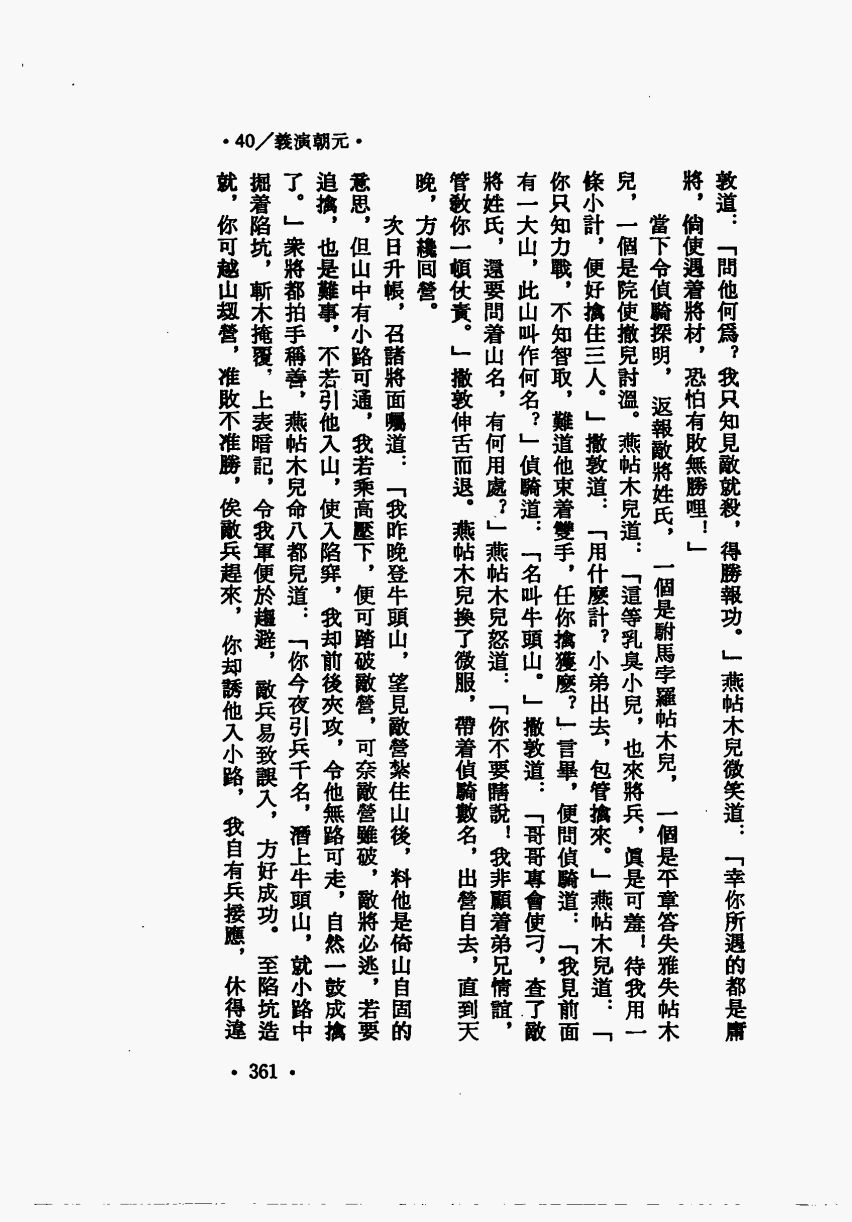 •40／義演朝元•
敦道：「問他何爲？我只知見敵就殺，得勝報功。」燕帖木兒微笑道：「幸你所遇的都是庸
將，倘使遇着將材，恐怕有敗無勝哩！」
當下令偵騎探明，返報敵將姓氏，一個是駙馬孛羅帖木兒，一個是平章答失雅失帖木
兒，一個是院使撒兒討溫。燕帖木兒道：「這等乳臭小兒，也來將兵，眞是可羞！待我用一
條小計，便好擒住三人。」撒敦道：「用什麽計？小弟出去，包管擒來。」燕帖木兒道：「
你只知力戰，不知智取，難道他束着雙手，任你擒獲麽？」言畢，便問偵騎道：「我見前面
有一大山，此山叫作何名？」偵騎道：「名叫牛頭山。」撒敦道：「哥哥專會使刁，查了敵
將姓氏，還要問着山名，有何用處？」燕帖木兒怒道：「你不要瞎說！我非顧着弟兄情誼，
管敎你一頓仗責。」撒敦伸舌而退。燕帖木兒換了微服，帶着偵騎數名，出營自去，直到天
晚，方纔囘營。
次日升帳，召諸將面囑道：「我昨晚登牛頭山，望見敵營紮住山後，料他是倚山自固的
意思，但山中有小路可通，我若乘高壓下，便可踏破敵營，可奈敵營雖破，敵將必逃，若要
追擒，也是難事，不若引他入山，使入陷穽，我却前後夾攻，令他無路可走，自然一鼓成擒
了。」衆將都拍手稱善，燕帖木兒命八都兒道：「你今夜引兵千名，潛上牛頭山，就小路中
掘着陷坑，斬木掩覆，上表暗記，令我軍便於趨避，敵兵易致誤入，方好成功。至陷坑造
就，你可越山刼營，准敗不准勝，俟敵兵趕來，你却誘他入小路，我自有兵接應，休得違
•361•